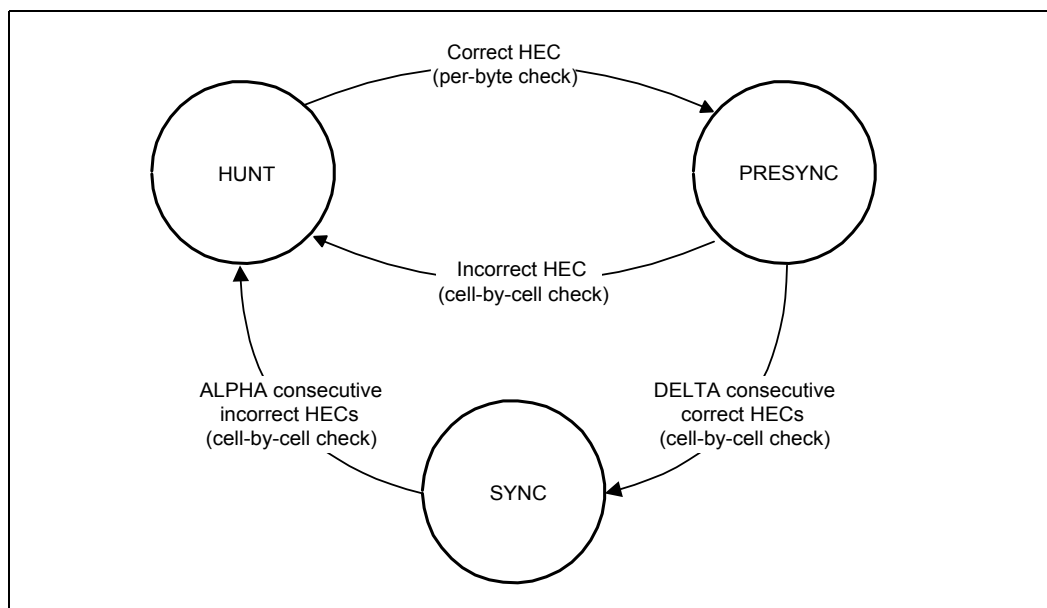 Correct HEC
(per-byte check)
HUNT
PRESYNC
Incorrect HEC
(cell-by-cell check)
ALPHA consecutive
incorrect HECs
(cell-by-cell check)
DELTA consecutive
correct HECs
(cell-by-cell check)
SYNC